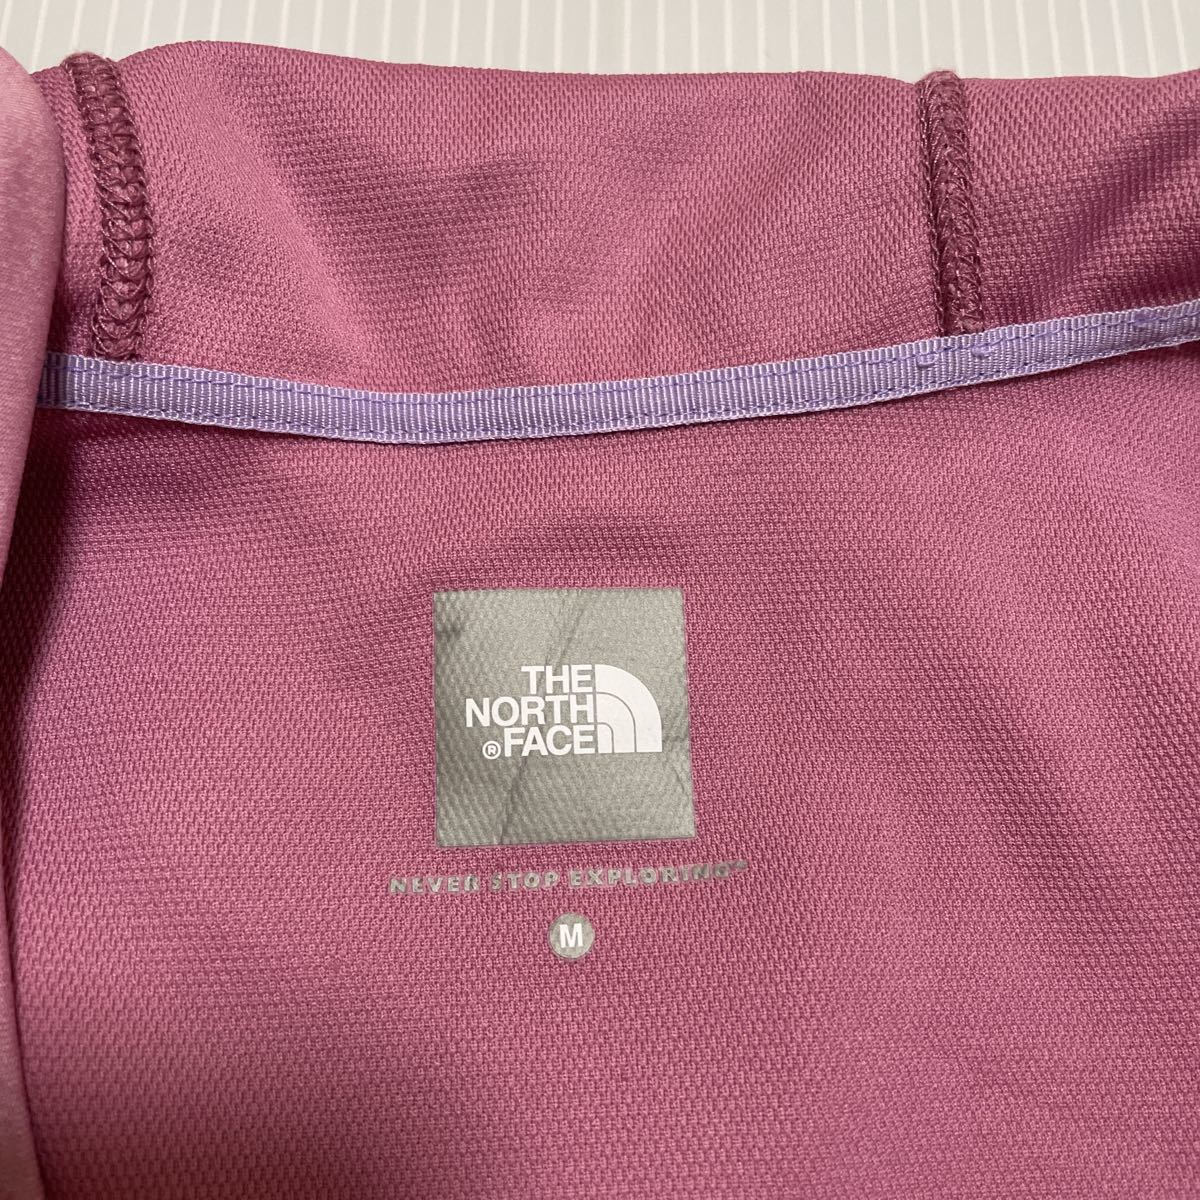 THE
NORTH
® FACE
NEVER STOP EXPLORING™
M